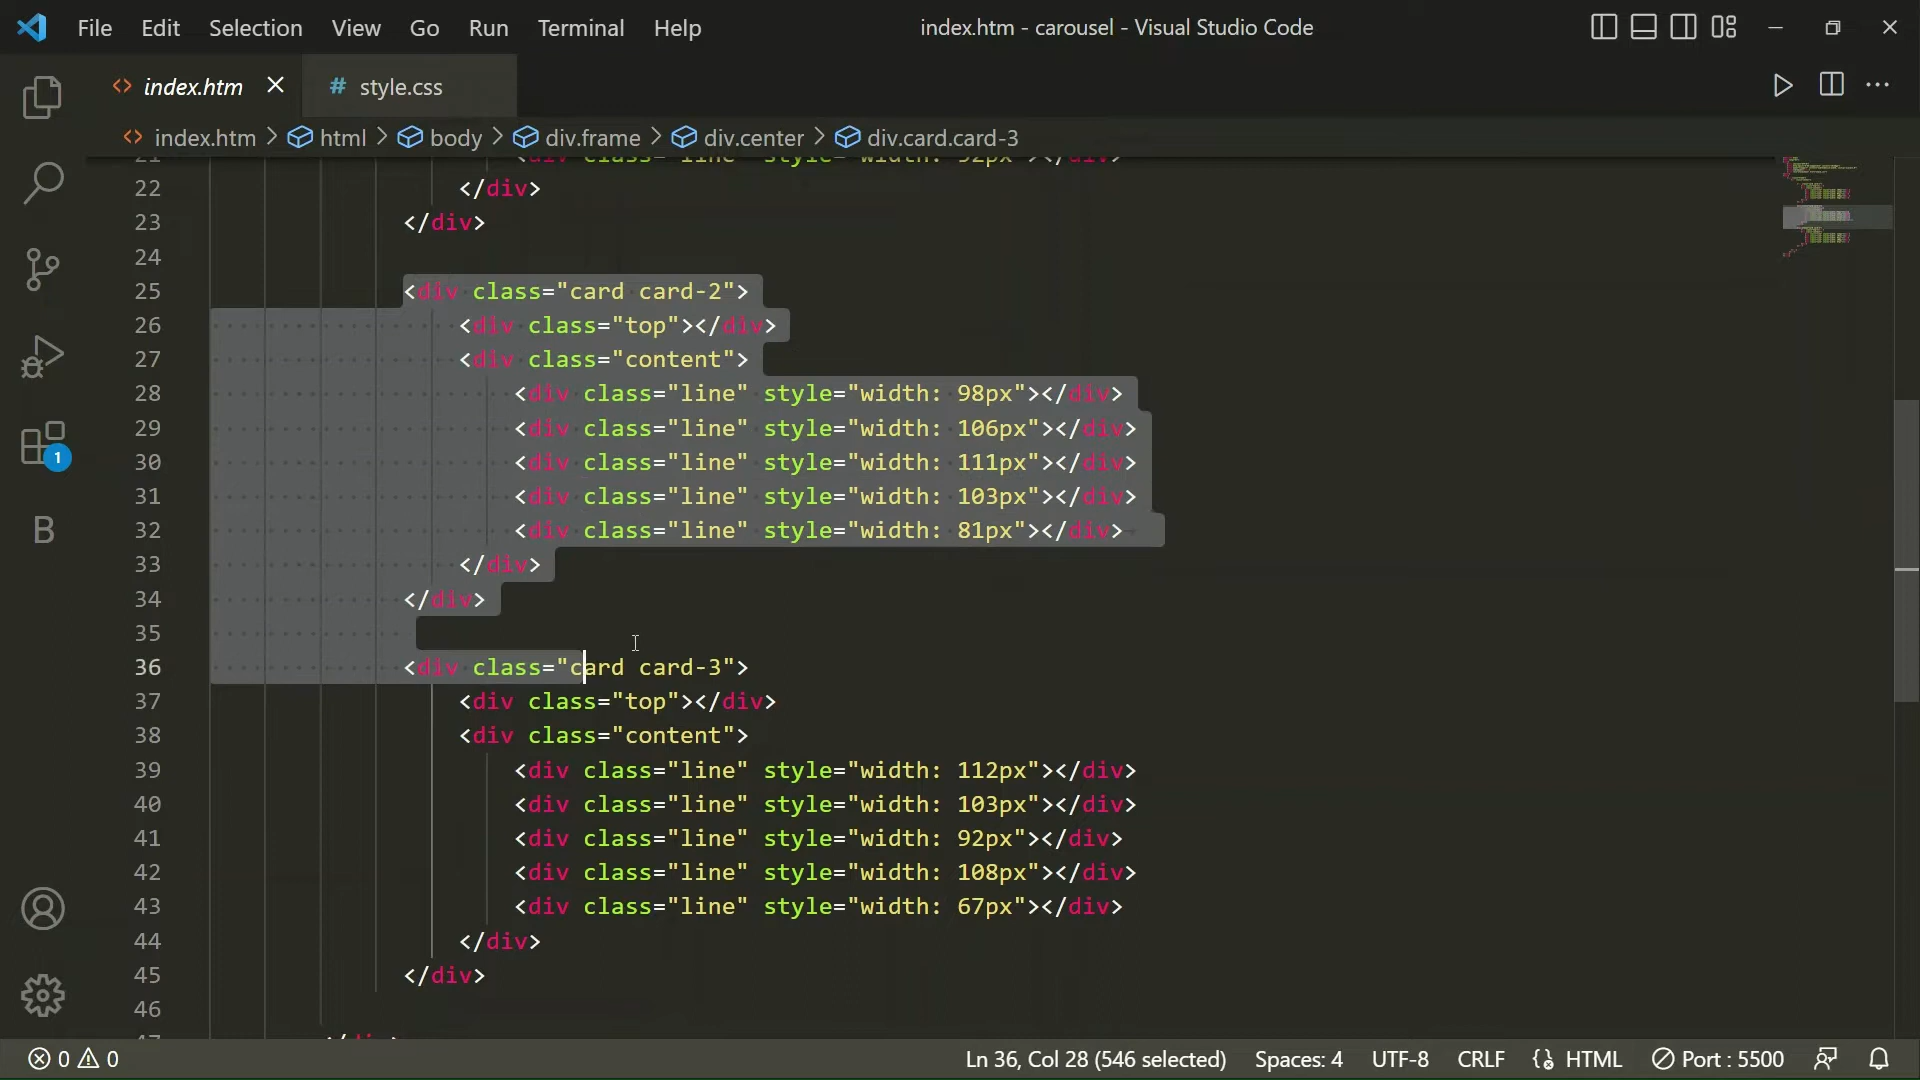 File Edit Selection View Go Run Terminal Help index.htm - carousel - Visual Studio Code
index.htm style.css
index.htm > html > body > div.frame > div.center > div.card.card-3
21 <div class="line" style="width: 92px"></div>
22 </div>
23 </div>
24
25 <div class="card card-2">
26 <div class="top"></div>
27 <div class="content">
28 <div class="line" style="width: 98px"></div>
29 <div class="line" style="width: 106px"></div>
30 <div class="line" style="width: 111px"></div>
31 <div class="line" style="width: 103px"></div>
32 <div class="line" style="width: 81px"></div>
33 </div>
34 </div>
35
36 <div class="card card-3">
37 <div class="top"></div>
38 <div class="content">
39 <div class="line" style="width: 112px"></div>
40 <div class="line" style="width: 103px"></div>
41 <div class="line" style="width: 92px"></div>
42 <div class="line" style="width: 108px"></div>
43 <div class="line" style="width: 67px"></div>
44 </div>
45 </div>
46
1
B
0 0 Ln 36, Col 28 (546 selected) Spaces: 4 UTF-8 CRLF HTML Port : 5500